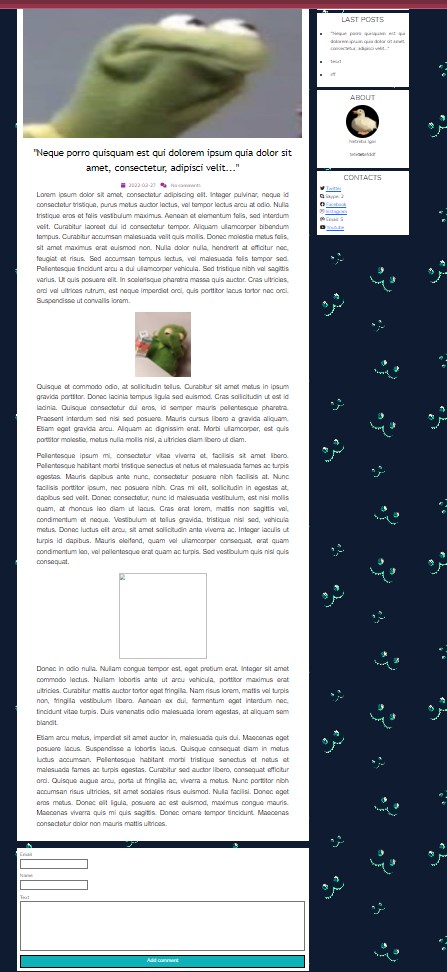 "Neque porro quisquam est qui dolorem ipsum quia dolor sit
amet, consectetur, adipisci velit..."
2022-03-27 No comments
Lorem ipsum dolor sit amet, consectetur adipiscing elit. Integer pulvinar, neque id
consectetur tristique, purus metus auctor lectus, vel tempor lectus arcu at odio. Nulla
tristique eros et felis vestibulum maximus. Aenean et elementum felis, sed interdum
velit. Curabitur laoreet dui id consectetur tempor. Aliquam ullamcorper bibendum
tempus. Curabitur malesuada velit quis mollis. Donec molestie metus felis,
sit amet maximus erat euismod non. Nulla dolor nulla, hendrerit at efficitur nec,
feugiat et risus. Sed accumsan tempus lectus, vel malesuada felis tempor sed.
Pellentesque tincidunt arcu a dui ullamcorper vehicula. Sed tristique nibh vel sagittis
varius. Ut quis posuere elit. In scelerisque pharetra massa quis auctor. Cras ultricies,
orci vel ultrices rutrum, est neque imperdiet orci, quis porttitor lacus tortor nec orci.
Suspendisse ut convallis lorem.
Quisque et commodo odio, at sollicitudin tellus. Curabitur sit amet metus in ipsum
gravida porttitor. Donec lacinia tempus ligula sed euismod. Cras sollicitudin ut est id
lacinia. Quisque consectetur dui eros, id semper mauris pellentesque pharetra.
Praesent interdum sed nisi sed posuere. Mauris cursus libero a gravida aliquam.
Etiam eget gravida arcu. Aliquam ac dignissim erat. Morbi ullamcorper, est quis
porttitor molestie, metus nulla mollis nisi, a ultricies diam libero ut diam.
Pellentesque ipsum mi, consectetur vitae viverra et, facilisis sit amet libero.
Pellentesque habitant morbi tristique senectus et netus et malesuada fames ac turpis
egestas. Mauris dapibus ante nunc, consectetur posuere nibh facilisis at. Nunc
facilisis porttitor ipsum, nec posuere nibh. Cras mi elit, sollicitudin in egestas at,
dapibus sed velit. Donec consectetur, nunc id malesuada vestibulum, est nisi mollis
quam, at rhoncus leo diam ut lacus. Cras erat lorem, mattis non sagittis vel,
condimentum et neque. Vestibulum et tellus gravida, tristique nisl sed, vehicula
metus. Donec luctus elit arcu, sit amet sollicitudin ante viverra ac. Integer iaculis ut
turpis id dapibus. Mauris eleifend, quam vel ullamcorper consequat, erat quam
condimentum leo, vel pellentesque erat quam ac turpis. Sed vestibulum quis nisl quis
consequat.
Donec in odio nulla. Nullam congue tempor est, eget pretium erat. Integer sit amet
commodo lectus. Nullam lobortis ante ut arcu vehicula, porttitor maximus erat
ultricies. Curabitur mattis auctor tortor eget fringilla. Nam risus lorem, mattis vel turpis
non, fringilla vestibulum libero. Aenean ex dui, fermentum eget interdum nec,
tincidunt vitae turpis. Duis venenatis odio malesuada lorem egestas, at aliquam sem
blandit.
Etiam arcu metus, imperdiet sit amet auctor in, malesuada quis dui. Maecenas eget
posuere lacus. Suspendisse a lobortis lacus. Quisque consequat diam in metus
luctus accumsan. Pellentesque habitant morbi tristique senectus et netus et
malesuada fames ac turpis egestas. Curabitur sed auctor libero, consequat efficitur
orci. Quisque augue arcu, porta ut fringilla ac, viverra a metus. Nunc porttitor nibh
accumsan risus ultricies, sit amet sodales risus euismod. Nulla facilisi. Donec eget
eros metus. Donec elit ligula, posuere ac est euismod, maximus congue mauris.
Maecenas viverra quis mi quis sagittis. Donec ornare tempor tincidunt. Maecenas
consectetur dolor non mauris mattis ultrices.
Email
Name
Text
Add comment
LAST POSTS
"Neque porro quisquam est qui
dolorem ipsum quia dolor sit amet,
consectetur, adipisci velit..."
ABOUT
CONTACTS
Twitter
Skype: 2
Facebook
Instagram
Youtube